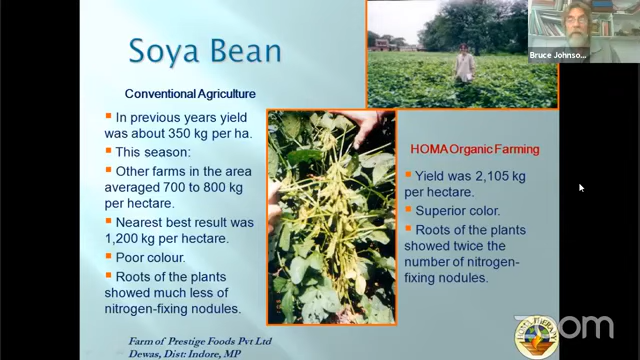 Soya Bean
Conventional Agriculture
In previous years yield
was about 350 kg per ha.
This season:
Other farms in the area
averaged 700 to 800 kg
per hectare.
Nearest best result was
1,200 kg per hectare.
Poor colour.
Roots of the plants
showed much less of
nitrogen-fixing nodules.
Farm of Prestige Foods Pvt Ltd
Dewas, Dist: Indore, MP
HOMA Organic Farming
Yield was 2,105 kg
per hectare.
Superior color.
Roots of the plants
showed twice the
number of nitrogen-
fixing nodules.
Bruce Johnso...
zoom